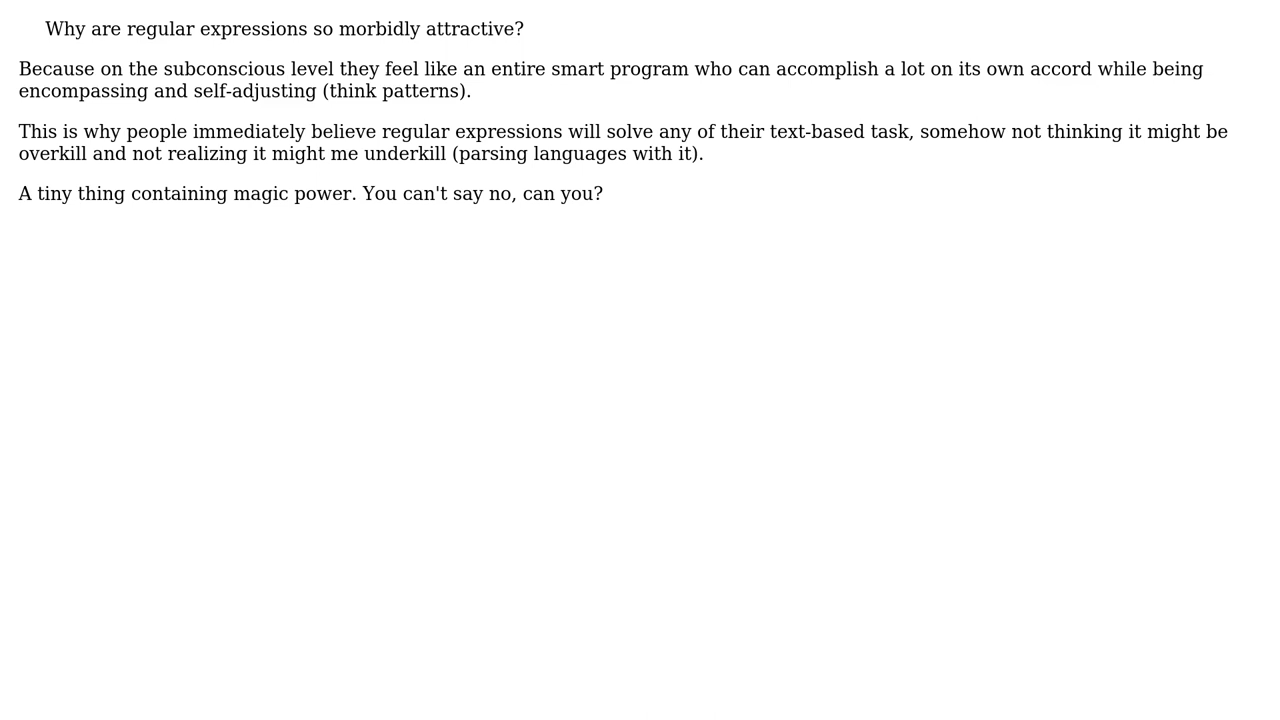 Why are regular expressions so morbidly attractive?
Because on the subconscious level they feel like an entire smart program who can accomplish a lot on its own accord while being
encompassing and self-adjusting (think patterns).
This is why people immediately believe regular expressions will solve any of their text-based task, somehow not thinking it might be
overkill and not realizing it might me underkill (parsing languages with it).
A tiny thing containing magic power. You can't say no, can you?